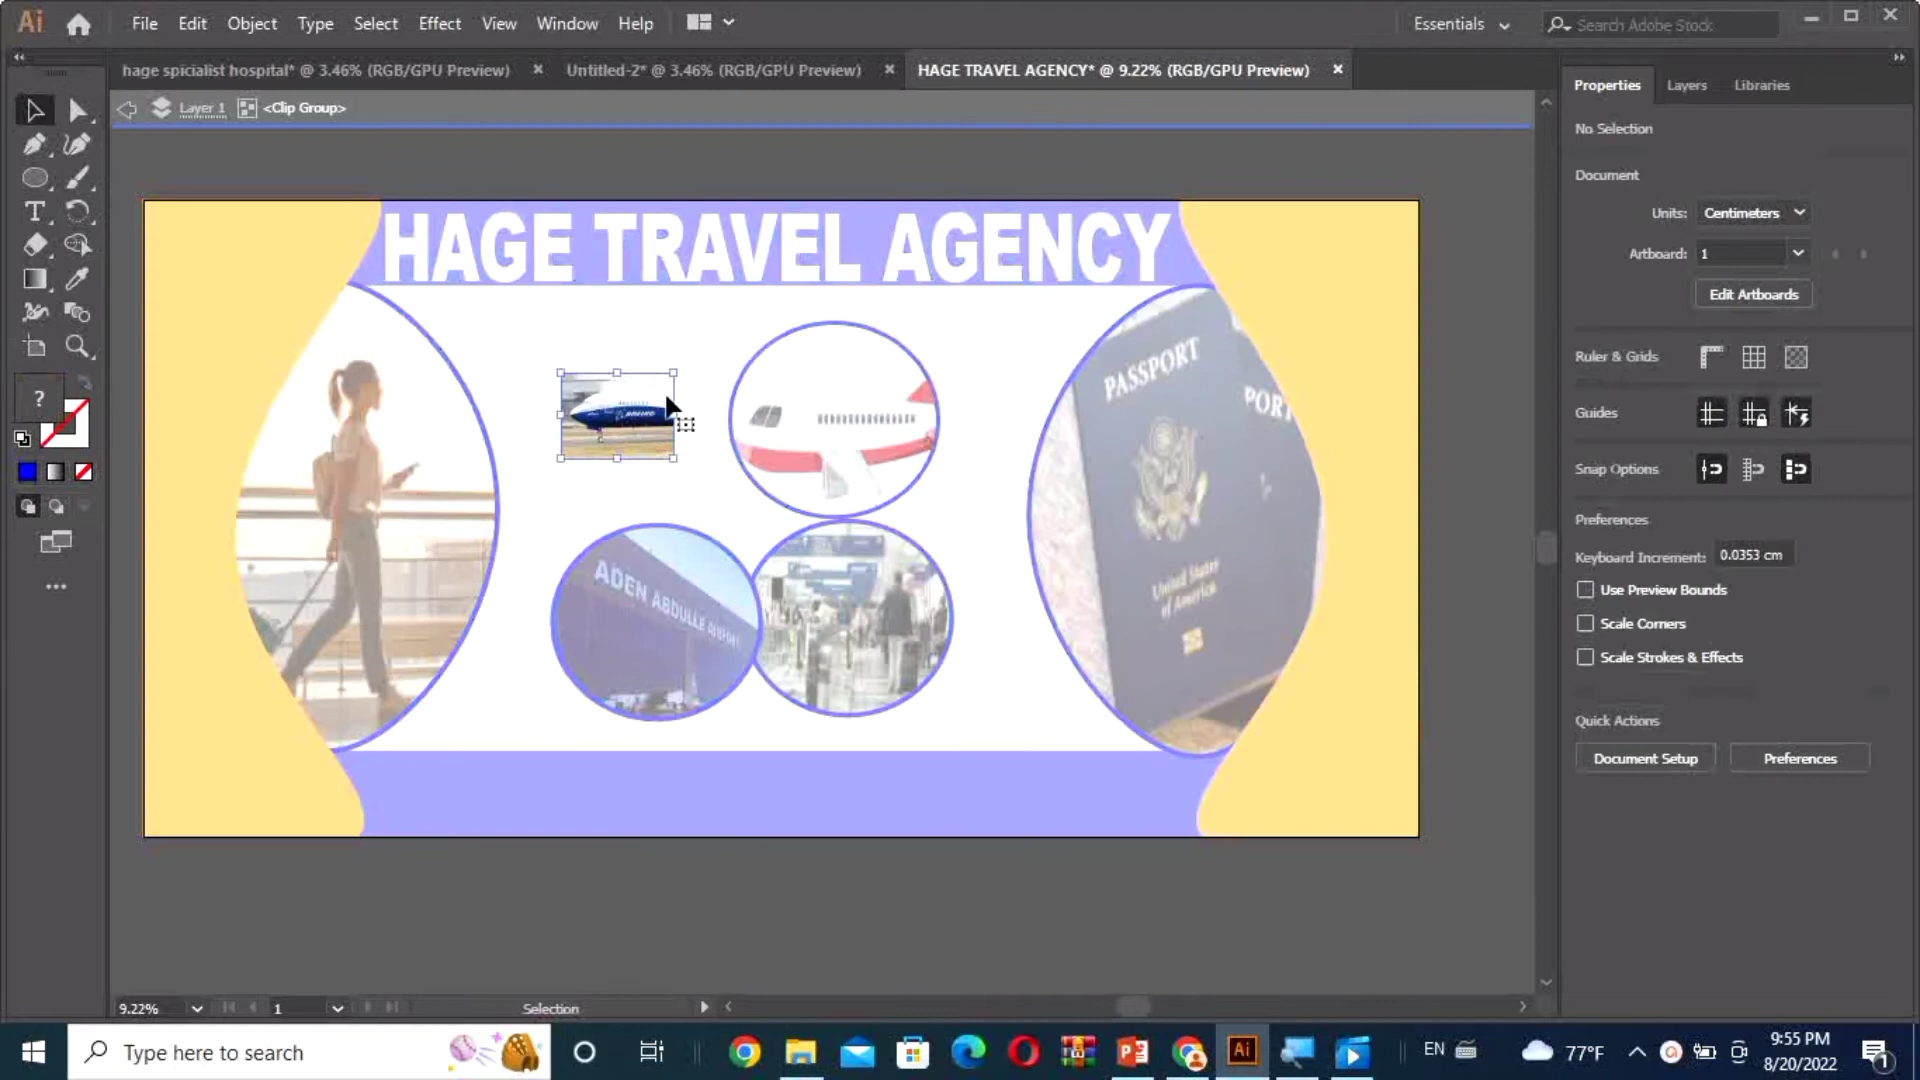 Ai File Edit Object Type Select Effect View Window Help Essentials Search Adobe Stock
hage spicialist hospital* @ 3.46% (RGB/GPU Preview) Untitled-2* @ 3.46% (RGB/GPU Preview) HAGE TRAVEL AGENCY* @ 9.22% (RGB/GPU Preview)
Layer 1 <Clip Group>
HAGE TRAVEL AGENCY
BOEING
ADEN ABDULLE AIRPORT
PASSPORT
PORT
United States
of America
T
?
Properties Layers Libraries
No Selection
Document
Units: Centimeters
Artboard: 1
Edit Artboards
Ruler & Grids
Guides
Snap Options
Preferences
Keyboard Increment: 0.0353 cm
Use Preview Bounds
Scale Corners
Scale Strokes & Effects
Quick Actions
Document Setup Preferences
9.22% 1 Selection
Type here to search
Ai
EN
77°F
9:55 PM
8/20/2022
1